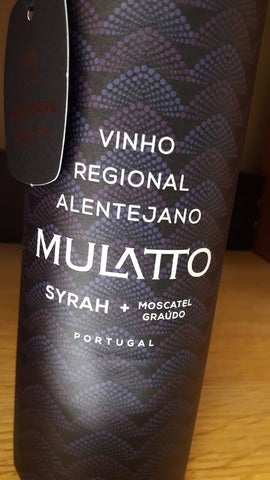 VINHO
REGIONAL
ALENTEJANO
MULATTO
SYRAH + MOSCATEL
GRAÚDO
PORTUGAL